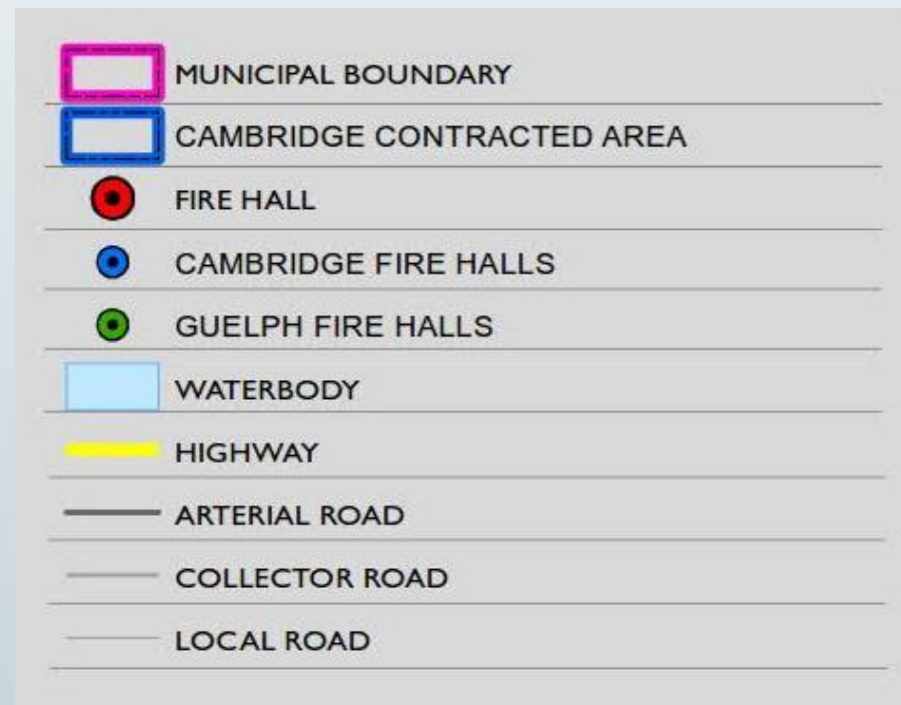 MUNICIPAL BOUNDARY
CAMBRIDGE CONTRACTED AREA
FIRE HALL
CAMBRIDGE FIRE HALLS
GUELPH FIRE HALLS
WATERBODY
HIGHWAY
ARTERIAL ROAD
COLLECTOR ROAD
LOCAL ROAD